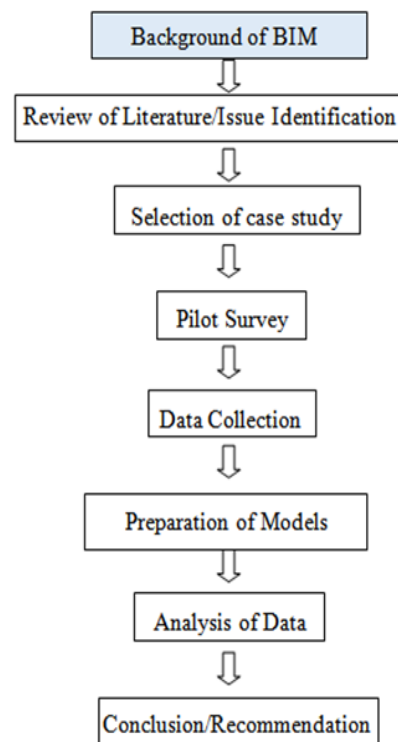 Background of BIM
Review of Literature/Issue Identification
Selection of case study
Pilot Survey
Data Collection
Preparation of Models
Analysis of Data
Conclusion/Recommendation